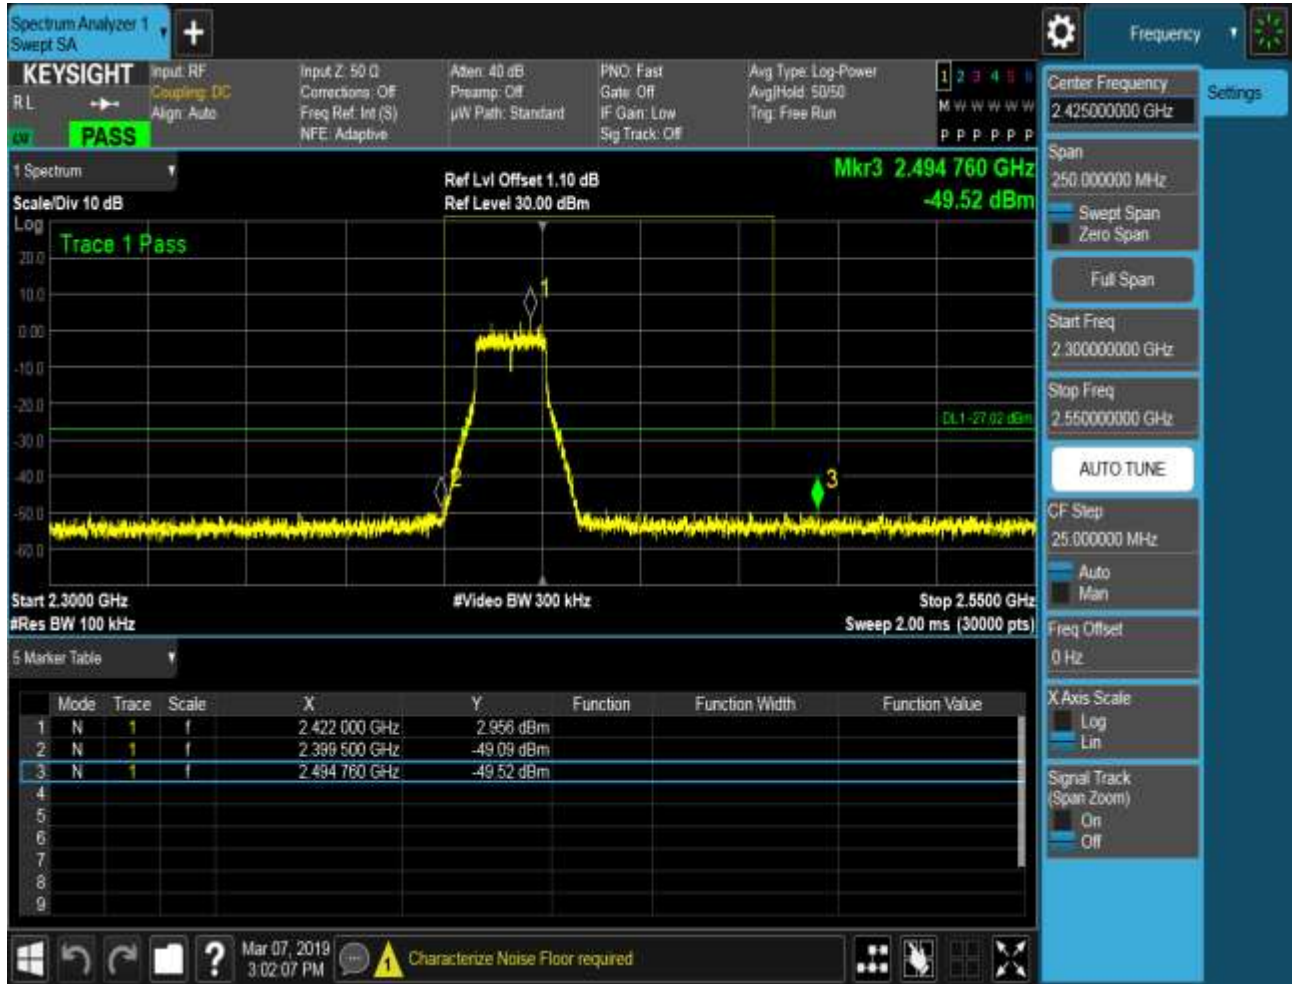 Spectrum Analyzer 1
Swept SA
+
Frequency
KEYSIGHT
RL
PASS
Input: RF
Coupling: DC
Align: Auto
Input Z: 50 Ω
Corrections: Off
Freq Ref: Int (S)
NFE: Adaptive
Atten: 40 dB
Preamp: Off
µW Path: Standard
PNO: Fast
Gate: Off
IF Gain: Low
Sig Track: Off
Avg Type: Log-Power
Avg|Hold: 50/50
Trig: Free Run
1 2 3 4 5 6
M W W W W W
P P P P P P
1 Spectrum
Scale/Div 10 dB
Ref Lvl Offset 1.10 dB
Ref Level 30.00 dBm
Mkr3 2.494 760 GHz
-49.52 dBm
Log
Trace 1 Pass
20.0
10.0
0.00
-10.0
-20.0
-30.0
-40.0
-50.0
-60.0
1
2
3
DL1 -27.02 dBm
Start 2.3000 GHz
#Video BW 300 kHz
Stop 2.5500 GHz
#Res BW 100 kHz
Sweep 2.00 ms (30000 pts)
5 Marker Table
Mode Trace Scale X Y Function Function Width Function Value
1 N 1 f 2.422 000 GHz 2.956 dBm
2 N 1 f 2.399 500 GHz -49.09 dBm
3 N 1 f 2.494 760 GHz -49.52 dBm
4
5
6
7
8
9
Mar 07, 2019
3:02:07 PM
?
1
Characterize Noise Floor required
Center Frequency
2.425000000 GHz
Settings
Span
250.000000 MHz
Swept Span
Zero Span
Full Span
Start Freq
2.300000000 GHz
Stop Freq
2.550000000 GHz
AUTO TUNE
CF Step
25.000000 MHz
Auto
Man
Freq Offset
0 Hz
X Axis Scale
Log
Lin
Signal Track
(Span Zoom)
On
Off